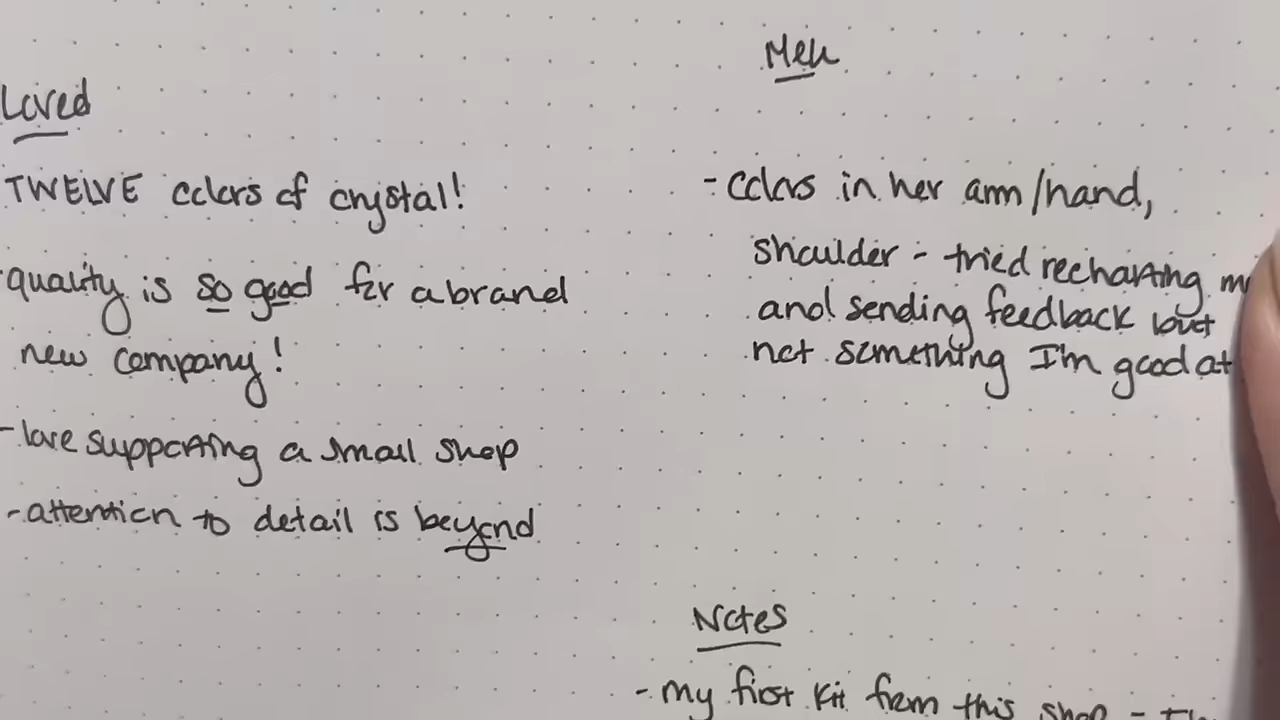 Loved
TWELVE colors of crystal!
-quality is so good for a brand
new company!
- love supporting a small shop
- attention to detail is beyond
Meh
- colors in her arm/hand,
shoulder - tried recharting
and sending feedback but
not something I'm good at
Notes
- my first kit from this shop -